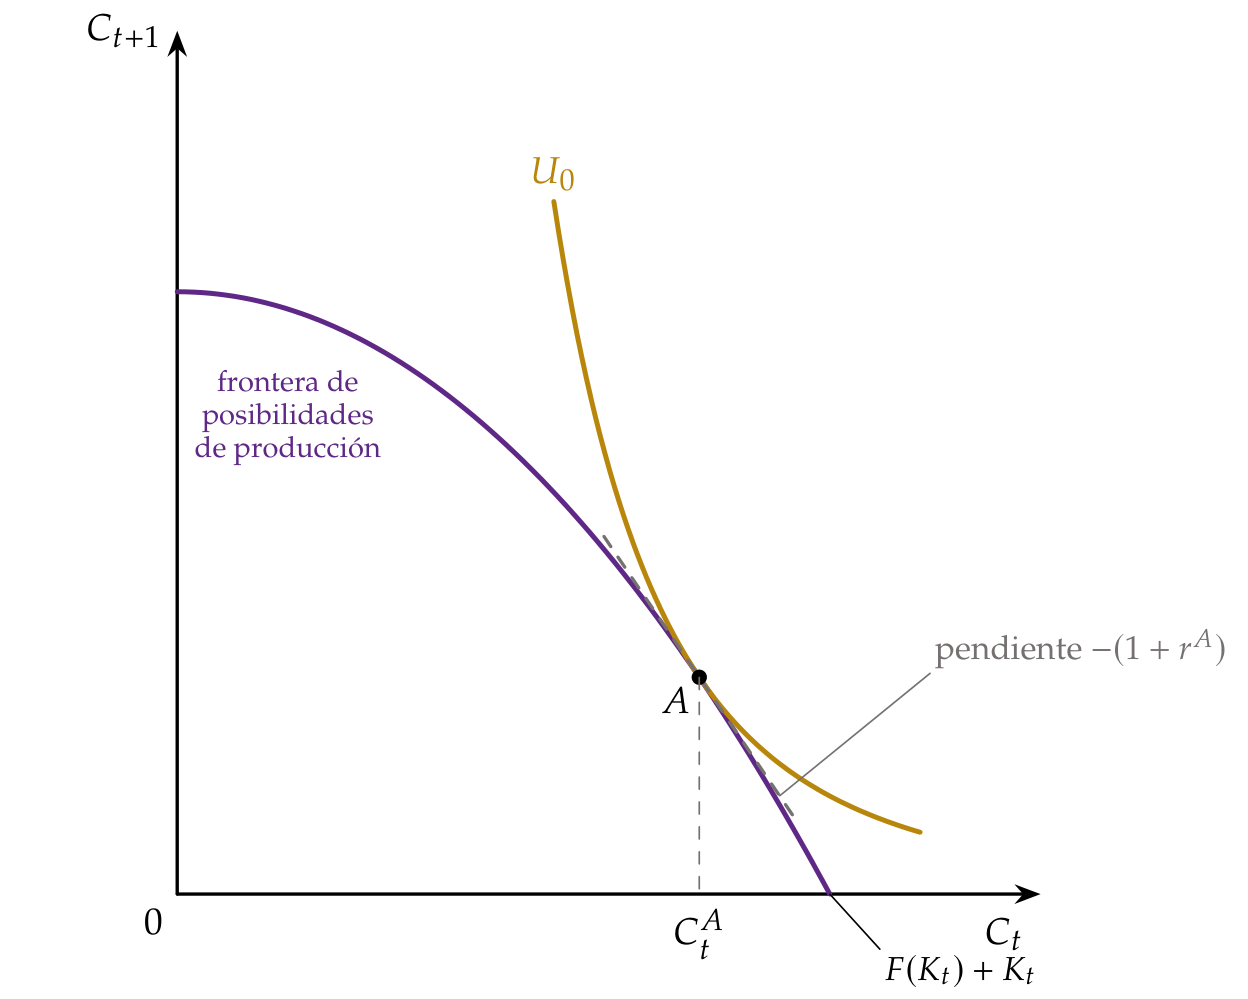 C_{t+1}
U_0
frontera de
posibilidades
de producción
pendiente −(1 + r^A)
A
0
C_t^A
C_t
F(K_t) + K_t